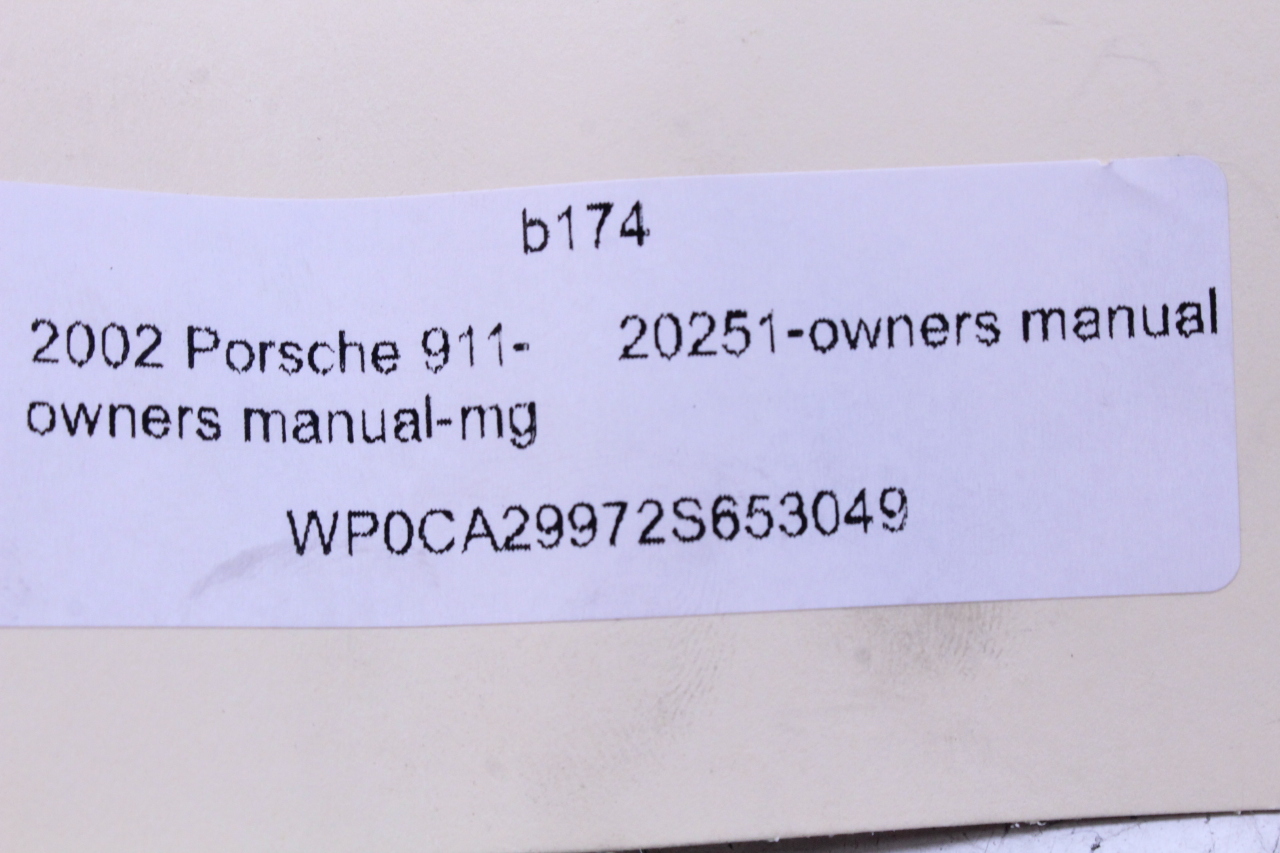 b174
2002 Porsche 911-
owners manual-mg
20251-owners manual
WP0CA29972S653049